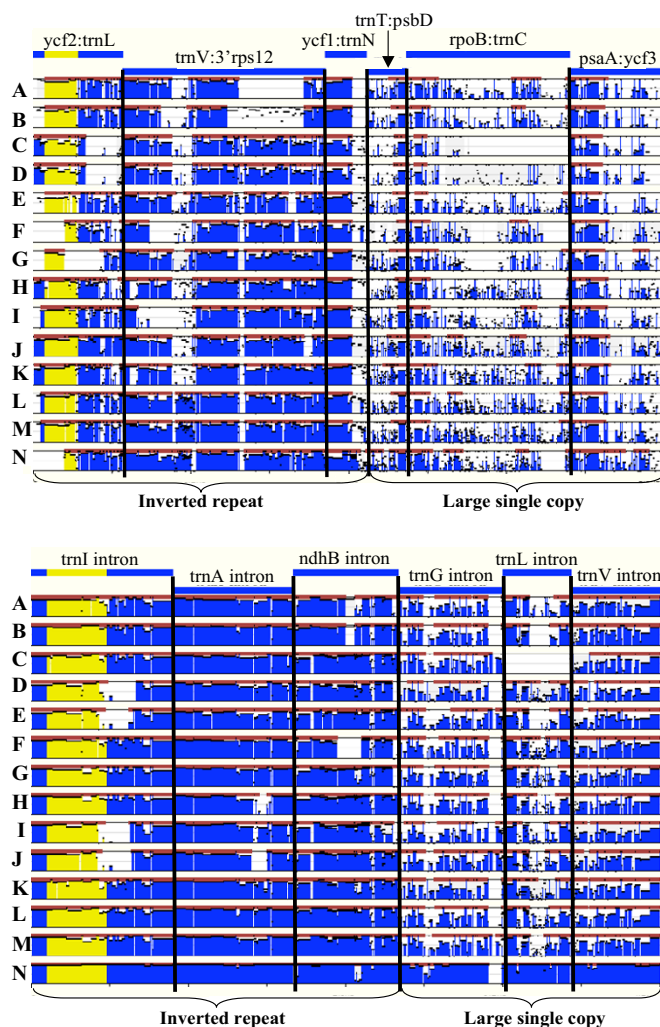 trnT:psbD
ycf2:trnL trnV:3'rps12 ycf1:trnN rpoB:trnC psaA:ycf3
A
B
C
D
E
F
G
H
I
J
K
L
M
N
Inverted repeat Large single copy
trnI intron trnA intron ndhB intron trnG intron trnL intron trnV intron
A
B
C
D
E
F
G
H
I
J
K
L
M
N
Inverted repeat Large single copy